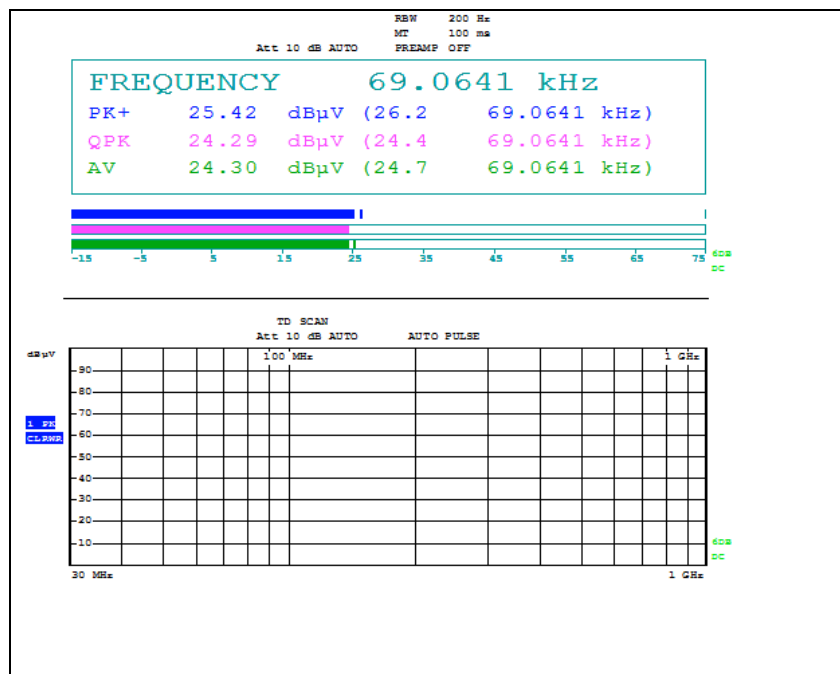 RBW 200 Hz
MT 100 ms
Att 10 dB AUTO PREAMP OFF
FREQUENCY 69.0641 kHz
PK+ 25.42 dBµV (26.2 69.0641 kHz)
QPK 24.29 dBµV (24.4 69.0641 kHz)
AV 24.30 dBµV (24.7 69.0641 kHz)
-15 -5 5 15 25 35 45 55 65 75
6DB
DC
TD SCAN
Att 10 dB AUTO AUTO PULSE
dBµV
100 MHz 1 GHz
90
80
70
1 PK
60
CLRWR
50
40
30
20
10
6DB
DC
30 MHz 1 GHz